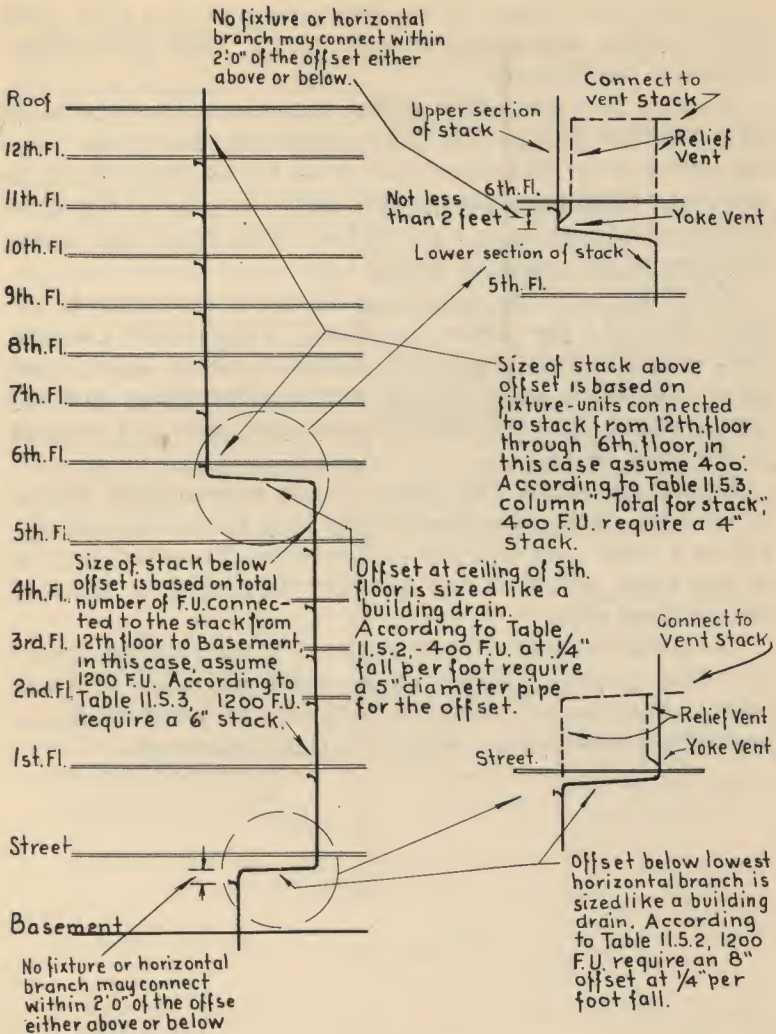 No fixture or horizontal
branch may connect within
2'0" of the offset either
above or below.
Connect to
vent stack
Upper section
of stack
Relief
Vent
6th. Fl.
Not less
than 2 feet
Yoke Vent
Lower section of stack
5th. Fl.
Roof
12th. Fl.
11th. Fl.
10th. Fl.
9th. Fl.
8th. Fl.
7th. Fl.
6th. Fl.
5th. Fl.
4th. Fl.
3rd. Fl.
2nd. Fl.
1st. Fl.
Street
Basement
Size of stack above
offset is based on
fixture-units connected
to stack from 12th. floor
through 6th. floor, in
this case assume 400.
According to Table 11.5.3,
column "Total for stack",
400 F.U. require a 4"
stack.
Size of stack below
offset is based on total
number of F.U. connec-
ted to the stack from
12th floor to Basement,
in this case, assume
1200 F.U. According to
Table 11.5.3, 1200 F.U.
require a 6" stack.
Offset at ceiling of 5th.
floor is sized like a
building drain.
According to Table
11.5.2,-400 F.U. at 1/4"
fall per foot require
a 5" diameter pipe
for the offset.
Connect to
Vent Stack
Relief Vent
Yoke Vent
Street.
Offset below lowest
horizontal branch is
sized like a building
drain. According
to Table 11.5.2, 1200
F.U. require an 8"
offset at 1/4" per
foot fall.
No fixture or horizontal
branch may connect
within 2'0" of the offse
either above or below